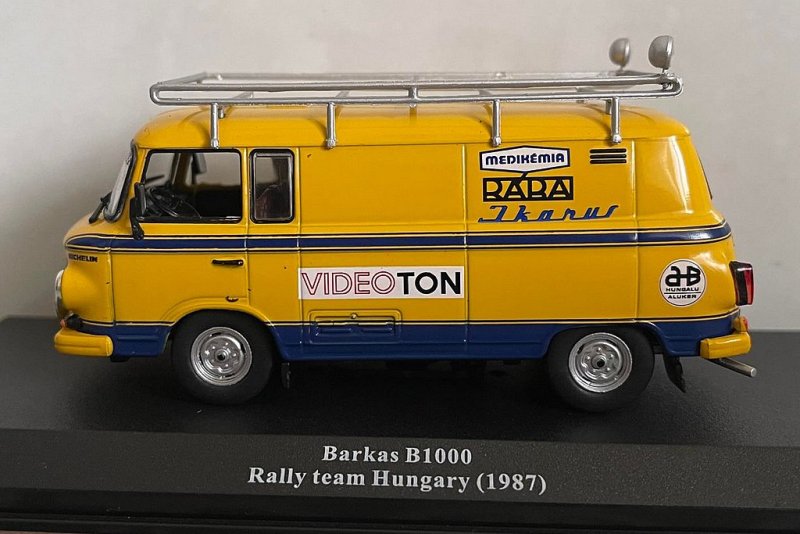 MEDIKÉMIA
RÁBA
Ikarus
MICHELIN
VIDEOTON
HUNGALU
ALUKER
Barkas B1000
Rally team Hungary (1987)